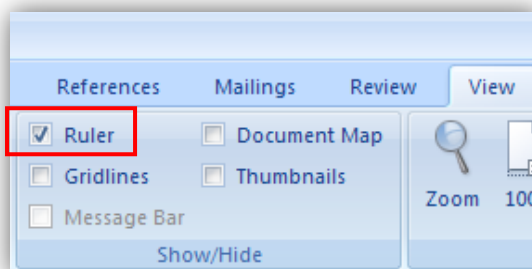 References Mailings Review View
Ruler Document Map
Gridlines Thumbnails
Message Bar
Zoom
Show/Hide